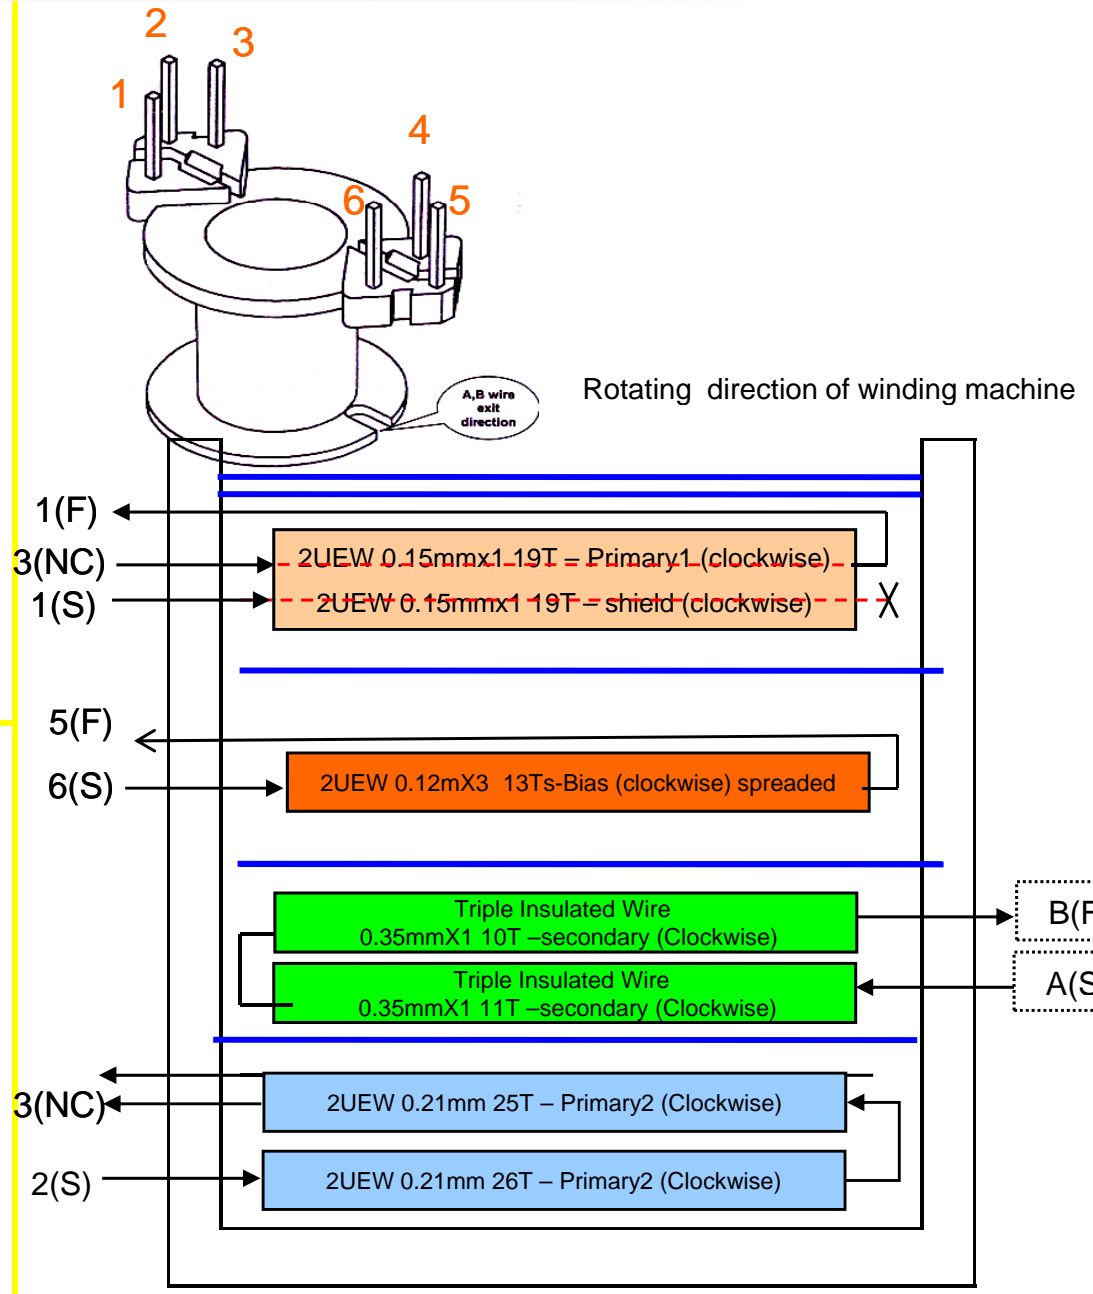 2
3
1
4
6
5
A,B wire
exit
direction
Rotating direction of winding machine
1(F)
3(NC)
2UEW 0.15mmx1 19T – Primary1 (clockwise)
1(S)
2UEW 0.15mmx1 19T – shield (clockwise)
5(F)
6(S)
2UEW 0.12mX3 13Ts-Bias (clockwise) spreaded
Triple Insulated Wire
0.35mmX1 10T –secondary (Clockwise)
B(F
Triple Insulated Wire
0.35mmX1 11T –secondary (Clockwise)
A(S
3(NC)
2UEW 0.21mm 25T – Primary2 (Clockwise)
2(S)
2UEW 0.21mm 26T – Primary2 (Clockwise)